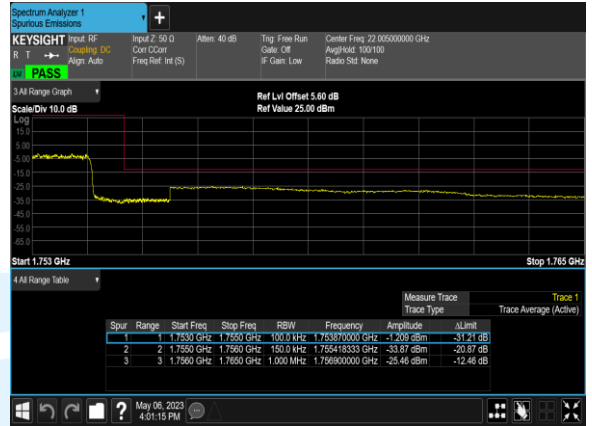 Spectrum Analyzer 1
Spurious Emissions
+
KEYSIGHT Input: RF Input Z: 50 Ω Atten: 40 dB Trig: Free Run Center Freq: 22.005000000 GHz
R T Coupling: DC Corr CCorr Gate: Off Avg|Hold: 100/100
Align: Auto Freq Ref: Int (S) IF Gain: Low Radio Std: None
LW PASS
3 All Range Graph
Ref Lvl Offset 5.60 dB
Scale/Div 10.0 dB Ref Value 25.00 dBm
Log
15.0
5.00
-5.00
-15.0
-25.0
-35.0
-45.0
-55.0
-65.0
Start 1.753 GHz Stop 1.765 GHz
4 All Range Table
Measure Trace Trace 1
Trace Type Trace Average (Active)
Spur Range Start Freq Stop Freq RBW Frequency Amplitude ΔLimit
1 1 1.7530 GHz 1.7550 GHz 100.0 kHz 1.753870000 GHz -1.209 dBm -31.21 dB
2 2 1.7550 GHz 1.7560 GHz 150.0 kHz 1.755418333 GHz -33.87 dBm -20.87 dB
3 3 1.7560 GHz 1.7650 GHz 1.000 MHz 1.756900000 GHz -25.46 dBm -12.46 dB
? May 06, 2023
4:01:15 PM